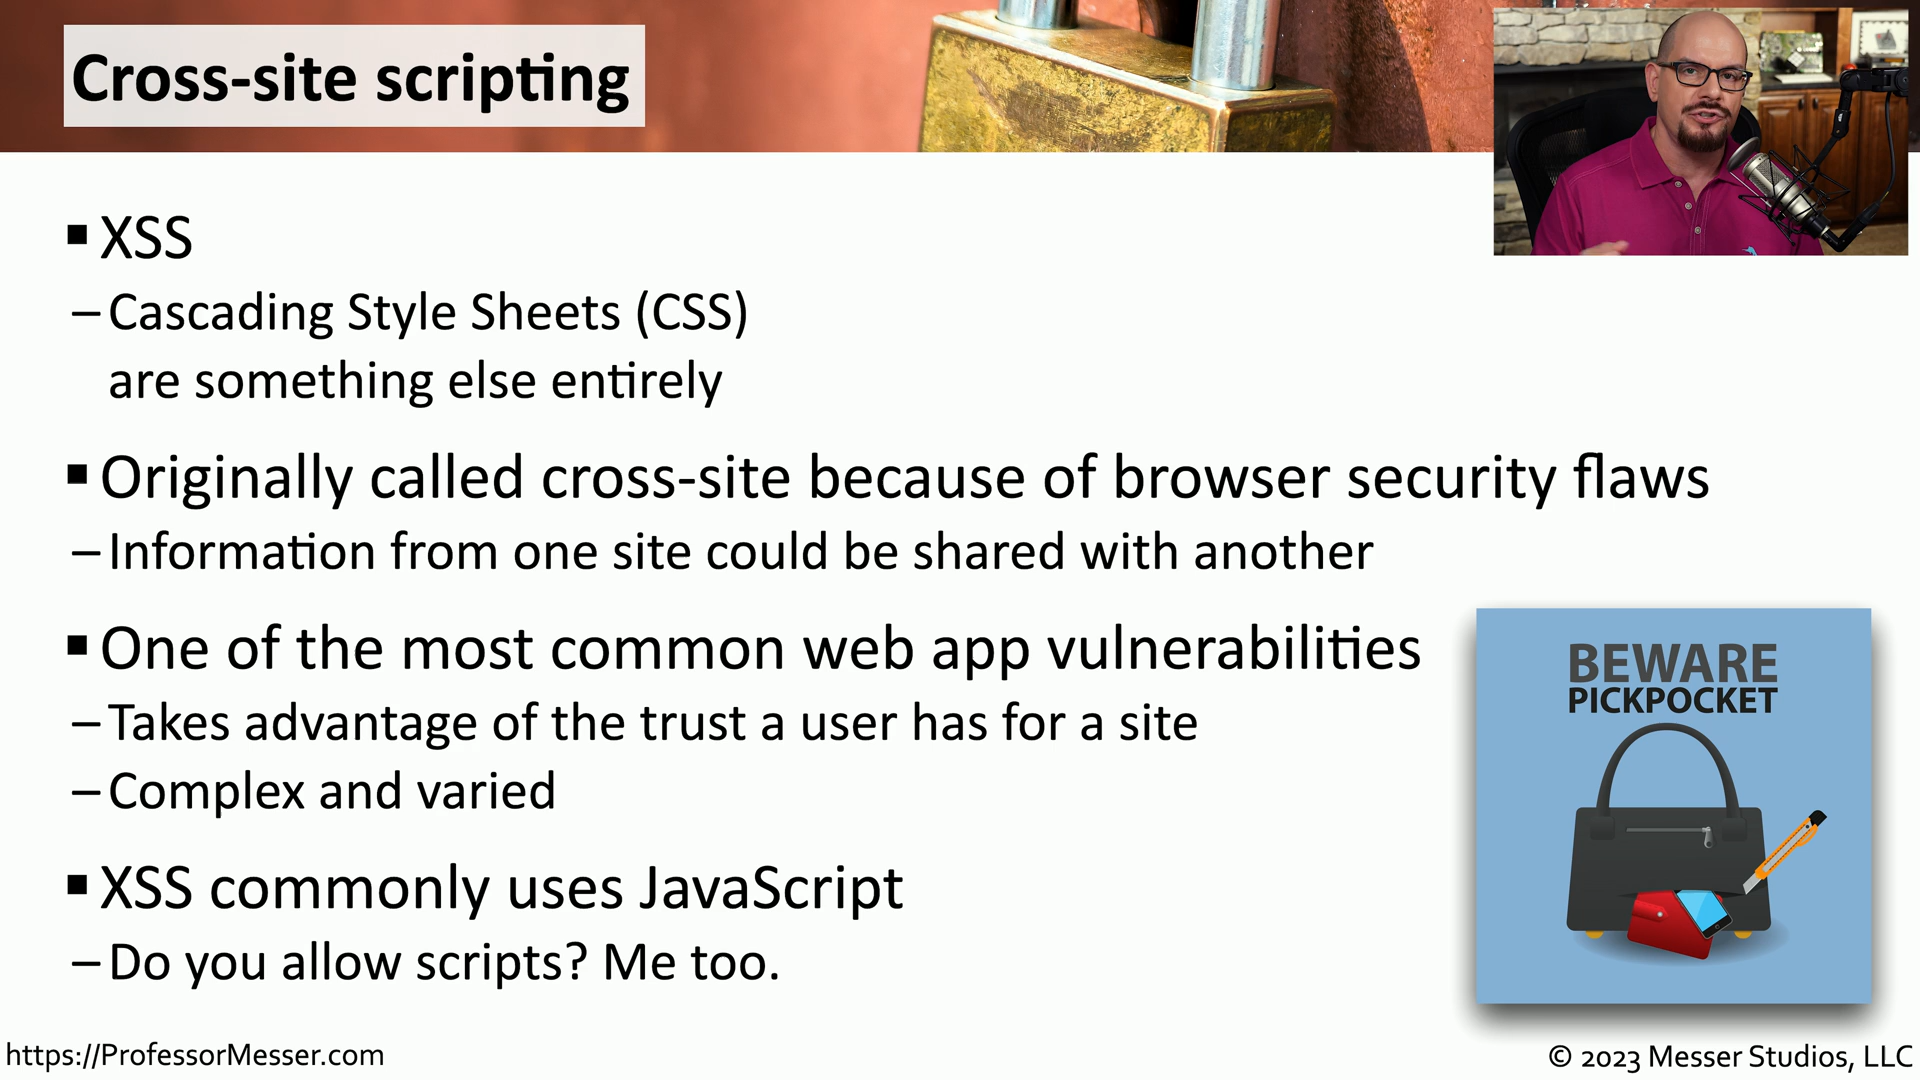 Cross-site scripting
▪ XSS
– Cascading Style Sheets (CSS)
are something else entirely
▪ Originally called cross-site because of browser security flaws
– Information from one site could be shared with another
▪ One of the most common web app vulnerabilities
– Takes advantage of the trust a user has for a site
– Complex and varied
▪ XSS commonly uses JavaScript
– Do you allow scripts? Me too.
BEWARE
PICKPOCKET
https://ProfessorMesser.com
© 2023 Messer Studios, LLC